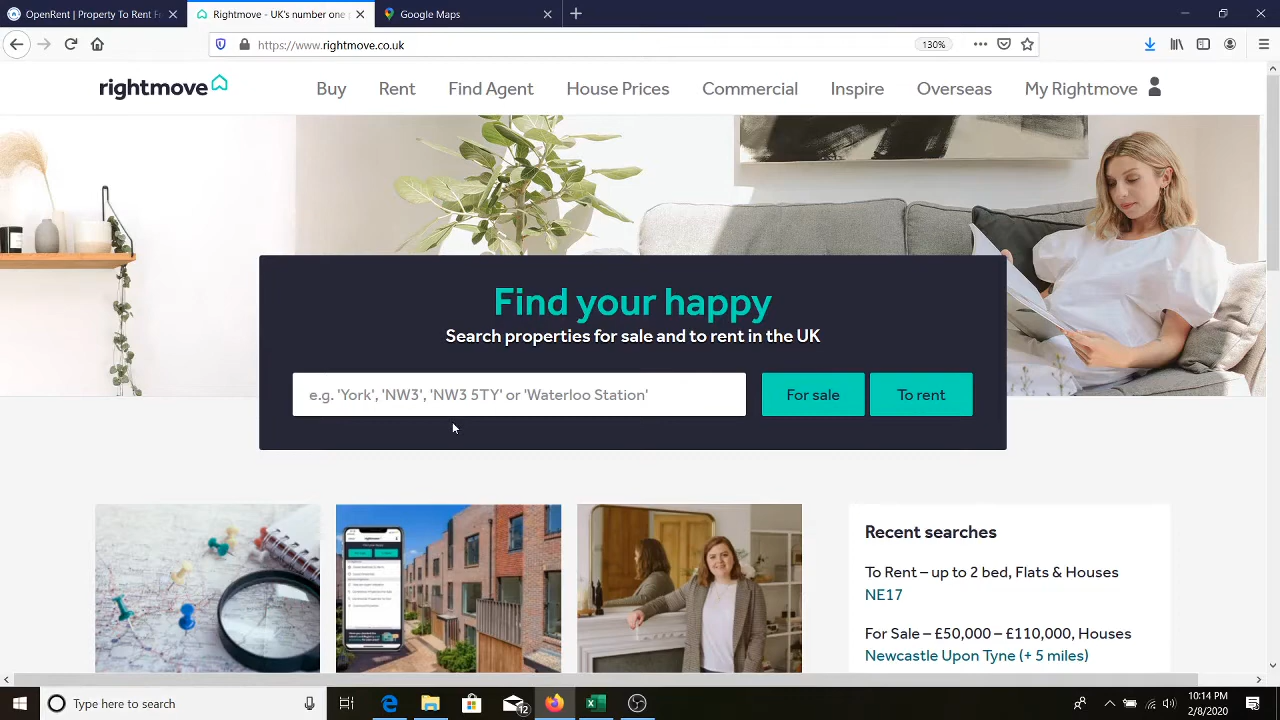 OpenRent | Property To Rent Fr
Rightmove - UK's number one
Google Maps
https://www.rightmove.co.uk
130%
rightmove
Buy
Rent
Find Agent
House Prices
Commercial
Inspire
Overseas
My Rightmove
Find your happy
Search properties for sale and to rent in the UK
e.g. 'York', 'NW3', 'NW3 5TY' or 'Waterloo Station'
For sale
To rent
rightmove
Recent searches
To Rent – up to 2 bed, Flats & Houses
NE17
For Sale – £50,000 – £110,000, Houses
Newcastle Upon Tyne (+ 5 miles)
Type here to search
12
10:14 PM
2/8/2020